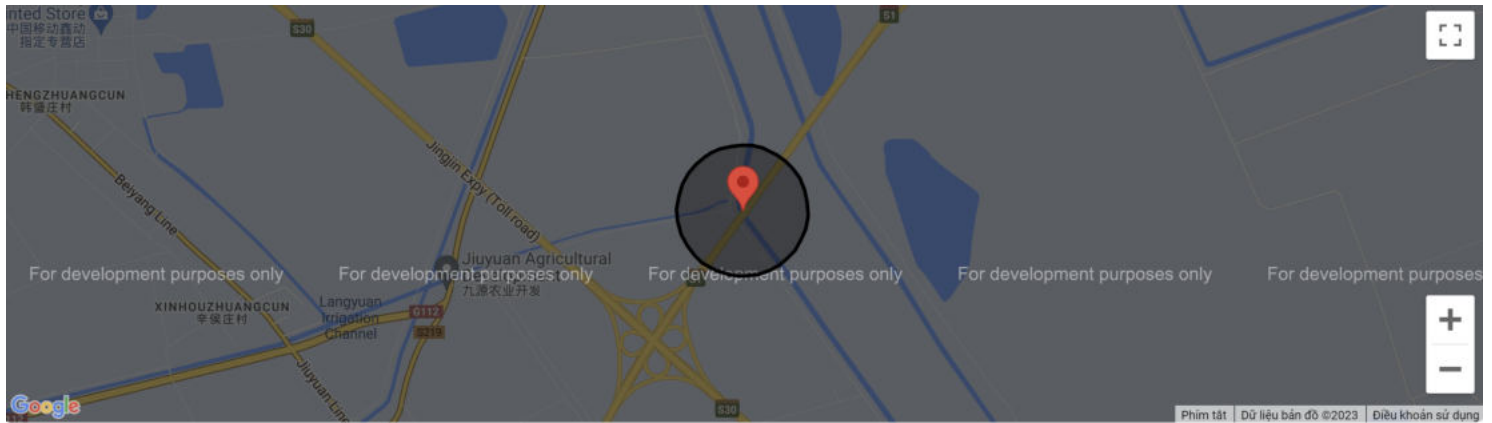 inted Store
中国移动鑫动
指定专营店
S30
S1
HENGZHUANGCUN
韩盛庄村
Jingjin Expy (Toll road)
Beiyang Line
Jiuyuan Agricultural
九源农业开发
For development purposes only
For development purposes only
For development purposes only
For development purposes only
For development purposes
XINHOUZHUANGCUN
辛侯庄村
Langyuan
Irrigation
Channel
G112
S219
Jiuyuan Line
S30
Google
Phím tắt
Dữ liệu bản đồ ©2023
Điều khoản sử dụng